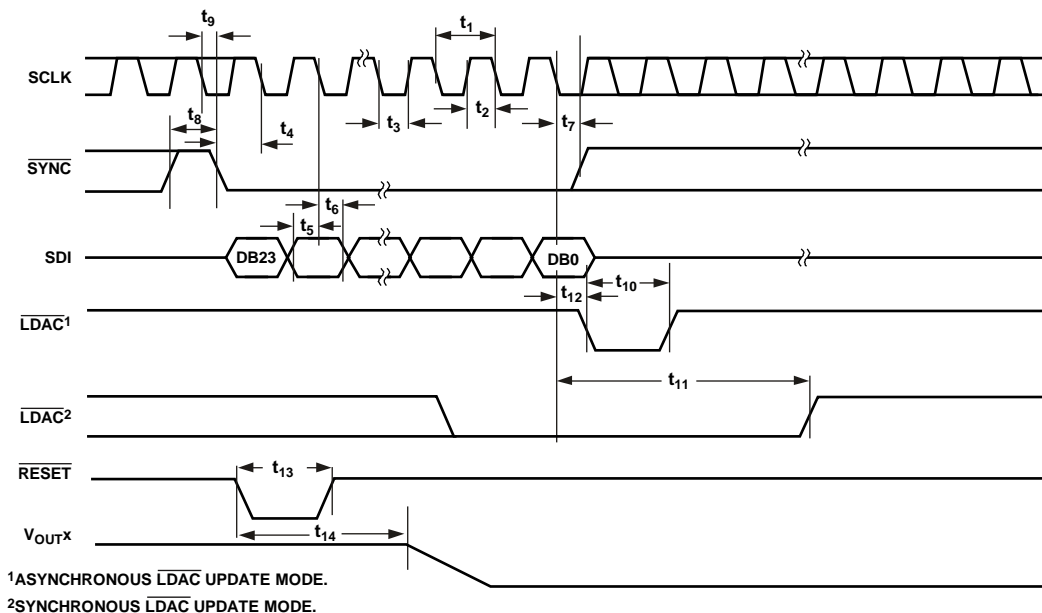 t9
t1
SCLK
t8
t4
t3
t2
t7
SYNC
t6
t5
SDI
DB23
DB0
t10
t12
LDAC1
t11
LDAC2
t13
RESET
t14
VOUTX
1ASYNCHRONOUS LDAC UPDATE MODE.
2SYNCHRONOUS LDAC UPDATE MODE.